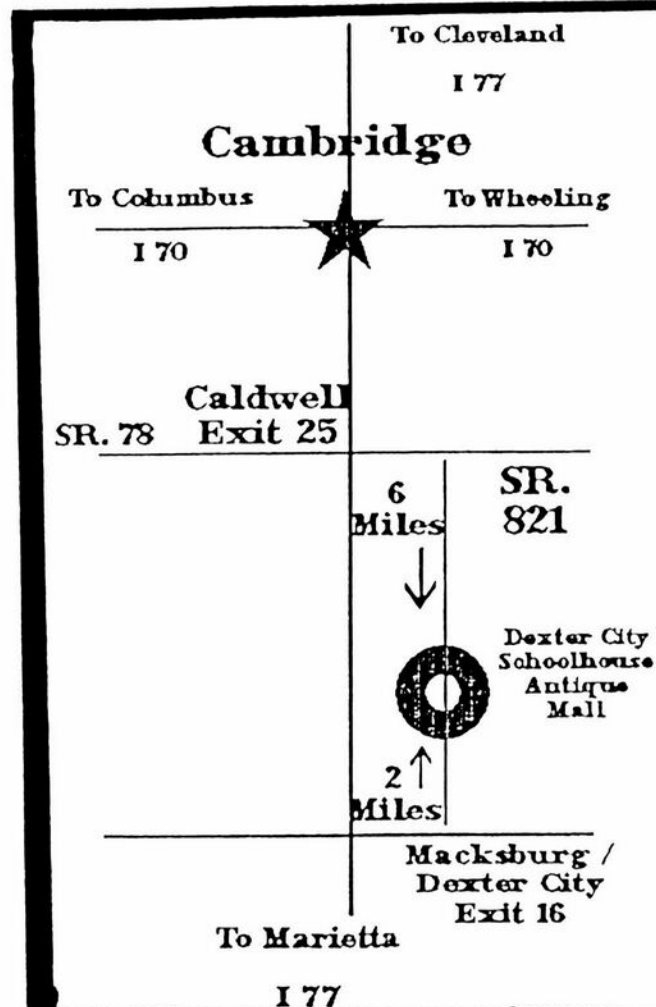 To Cleveland
I 77
Cambridge
To Columbus
To Wheeling
I 70
I 70
Caldwell
Exit 25
SR. 78
6
Miles
SR.
821
Dexter City
Schoolhouse
Antique
Mall
2
Miles
Macksburg /
Dexter City
Exit 16
To Marietta
I 77